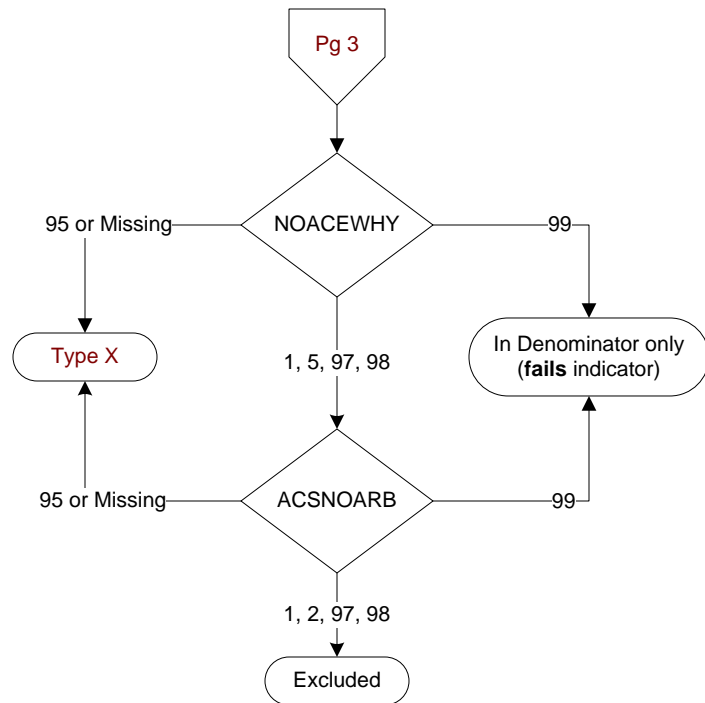 Pg 3
95 or Missing
NOACEWHY
99
Type X
1, 5, 97, 98
In Denominator only
(fails indicator)
95 or Missing
ACSNOARB
99
1, 2, 97, 98
Excluded